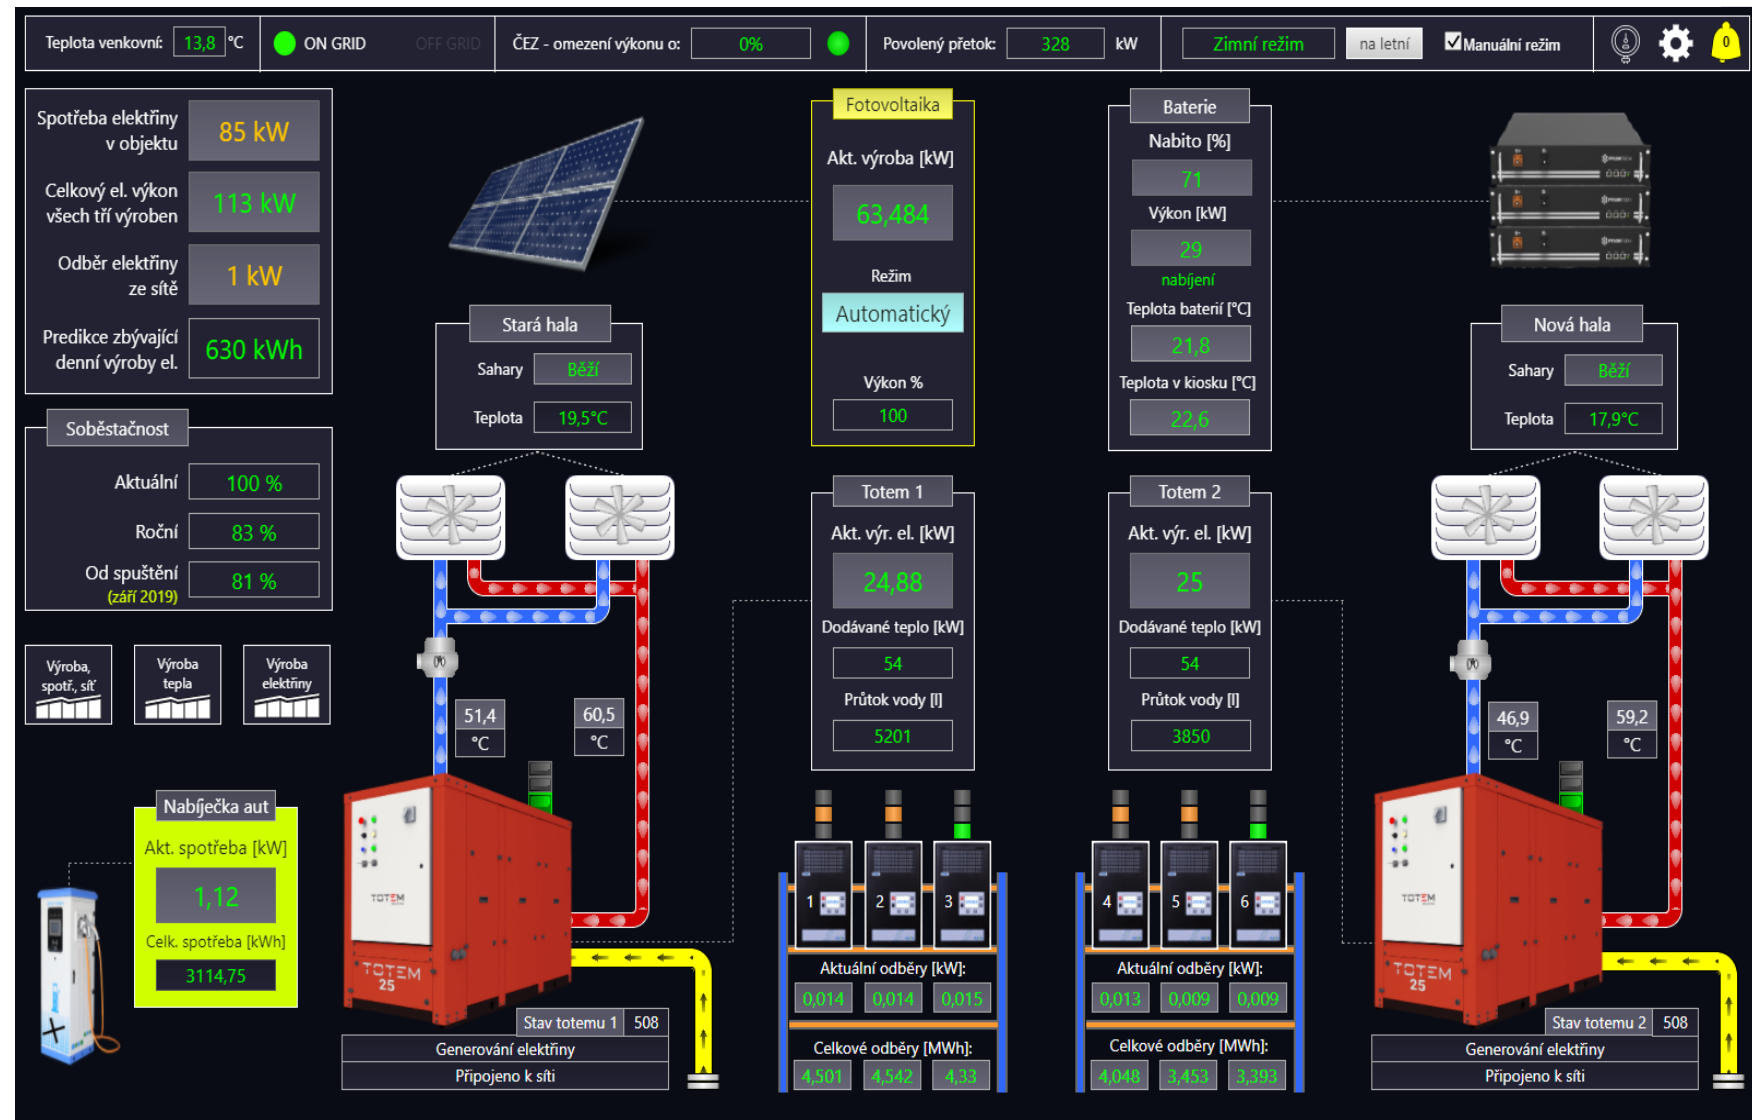 Teplota venkovní: 13,8 °C
ON GRID
OFF GRID
ČEZ - omezení výkonu o: 0%
Povolený přetok: 328 kW
Zimní režim
na letní
Manuální režim
0
Spotřeba elektřiny
v objektu
85 kW
Celkový el. výkon
všech tří výroben
113 kW
Odběr elektřiny
ze sítě
1 kW
Predikce zbývající
denní výroby el.
630 kWh
Soběstačnost
Aktuální 100 %
Roční 83 %
Od spuštění
(září 2019)
81 %
Výroba,
spotř., síť
Výroba
tepla
Výroba
elektřiny
Nabíječka aut
Akt. spotřeba [kW]
1,12
Celk. spotřeba [kWh]
3114,75
Stará hala
Sahary Běží
Teplota 19,5°C
51,4
°C
60,5
°C
TOTEM
TOTEM
25
Stav totemu 1 508
Generování elektřiny
Připojeno k síti
Fotovoltaika
Akt. výroba [kW]
63,484
Režim
Automatický
Výkon %
100
Baterie
Nabito [%]
71
Výkon [kW]
29
nabíjení
Teplota baterií [°C]
21,8
Teplota v kiosku [°C]
22,6
Totem 1
Akt. výr. el. [kW]
24,88
Dodávané teplo [kW]
54
Průtok vody [l]
5201
Totem 2
Akt. výr. el. [kW]
25
Dodávané teplo [kW]
54
Průtok vody [l]
3850
1 2 3
Aktuální odběry [kW]:
0,014 0,014 0,015
Celkové odběry [MWh]:
4,501 4,542 4,33
4 5 6
Aktuální odběry [kW]:
0,013 0,009 0,009
Celkové odběry [MWh]:
4,048 3,453 3,393
Nová hala
Sahary Běží
Teplota 17,9°C
46,9
°C
59,2
°C
TOTEM
TOTEM
25
Stav totemu 2 508
Generování elektřiny
Připojeno k síti